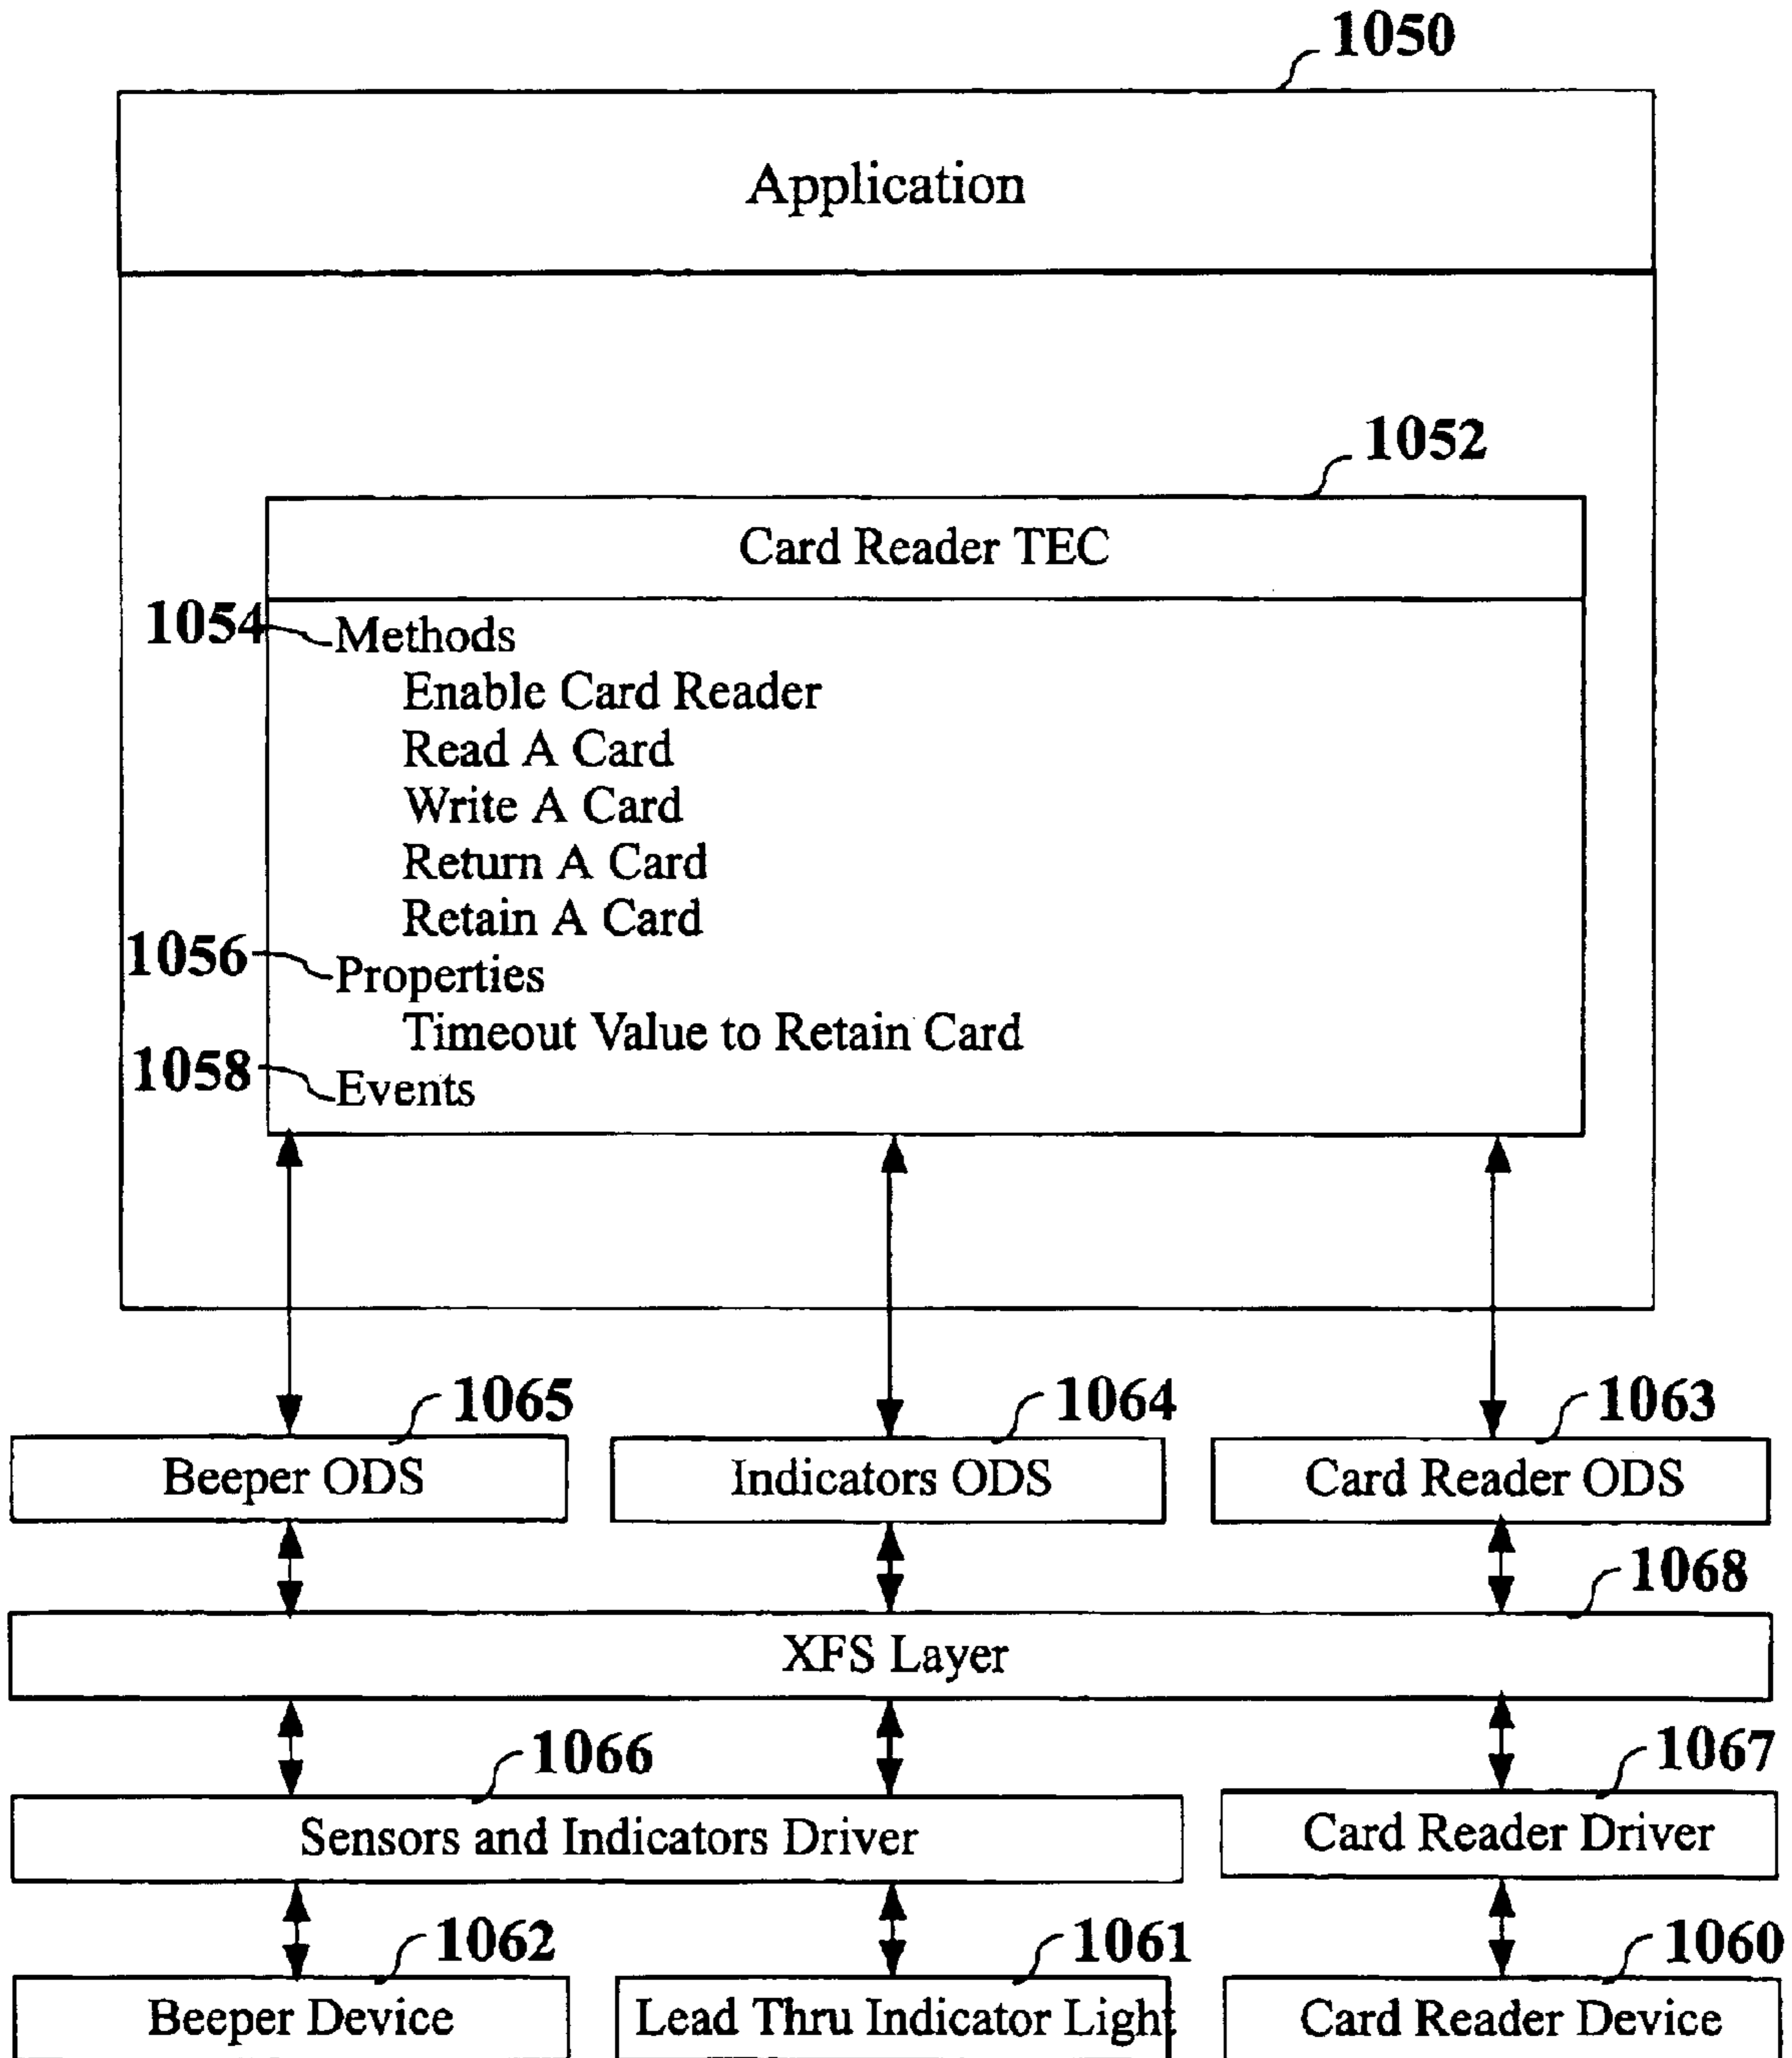 1050
Application
1052
Card Reader TEC
1054
Methods
Enable Card Reader
Read A Card
Write A Card
Return A Card
Retain A Card
1056
Properties
Timeout Value to Retain Card
1058
Events
1065
1064
1063
Beeper ODS
Indicators ODS
Card Reader ODS
1068
XFS Layer
1066
1067
Sensors and Indicators Driver
Card Reader Driver
1062
1061
1060
Beeper Device
Lead Thru Indicator Light
Card Reader Device